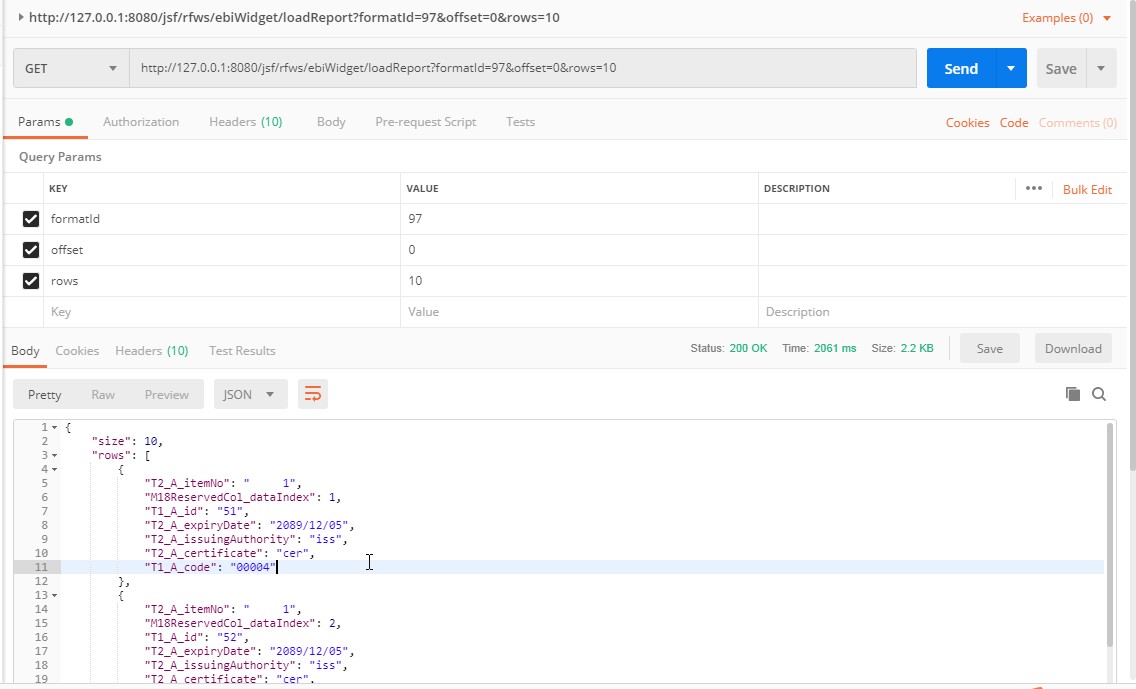 http://127.0.0.1:8080/jsf/rfws/ebiWidget/loadReport?formatId=97&offset=0&rows=10 Examples (0)
GET http://127.0.0.1:8080/jsf/rfws/ebiWidget/loadReport?formatId=97&offset=0&rows=10 Send Save
Params Authorization Headers (10) Body Pre-request Script Tests Cookies Code Comments (0)
Query Params
KEY VALUE DESCRIPTION ••• Bulk Edit
formatId 97
offset 0
rows 10
Key Value Description
Body Cookies Headers (10) Test Results Status: 200 OK Time: 2061 ms Size: 2.2 KB Save Download
Pretty Raw Preview JSON
1 {
2 "size": 10,
3 "rows": [
4 {
5 "T2_A_itemNo": "     1",
6 "M18ReservedCol_dataIndex": 1,
7 "T1_A_id": "51",
8 "T2_A_expiryDate": "2089/12/05",
9 "T2_A_issuingAuthority": "iss",
10 "T2_A_certificate": "cer",
11 "T1_A_code": "00004"
12 },
13 {
14 "T2_A_itemNo": "     1",
15 "M18ReservedCol_dataIndex": 2,
16 "T1_A_id": "52",
17 "T2_A_expiryDate": "2089/12/05",
18 "T2_A_issuingAuthority": "iss",
19 "T2_A_certificate": "cer",